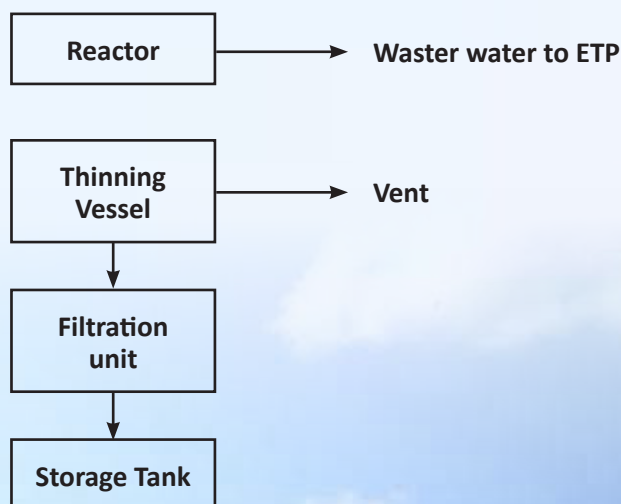 Reactor
Waster water to ETP
Thinning
Vessel
Vent
Filtration
unit
Storage Tank